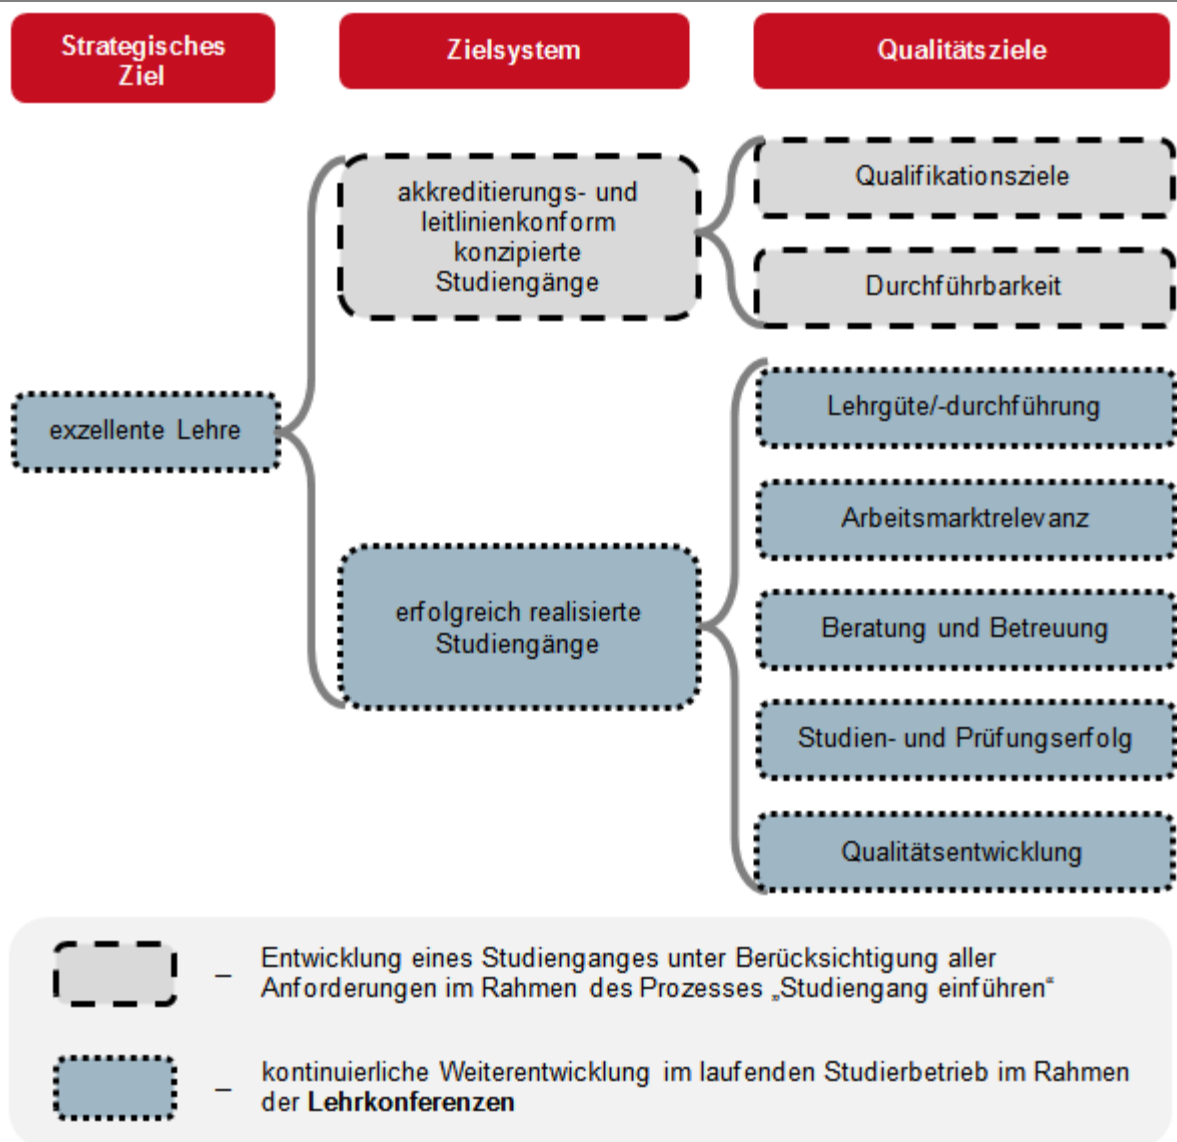 Strategisches
Ziel
Zielsystem
Qualitätsziele
akkreditierungs- und
leitlinienkonform
konzipierte
Studiengänge
Qualifikationsziele
Durchführbarkeit
exzellente Lehre
erfolgreich realisierte
Studiengänge
Lehrgüte/-durchführung
Arbeitsmarktrelevanz
Beratung und Betreuung
Studien- und Prüfungserfolg
Qualitätsentwicklung
– Entwicklung eines Studienganges unter Berücksichtigung aller
Anforderungen im Rahmen des Prozesses „Studiengang einführen“
– kontinuierliche Weiterentwicklung im laufenden Studierbetrieb im Rahmen
der Lehrkonferenzen